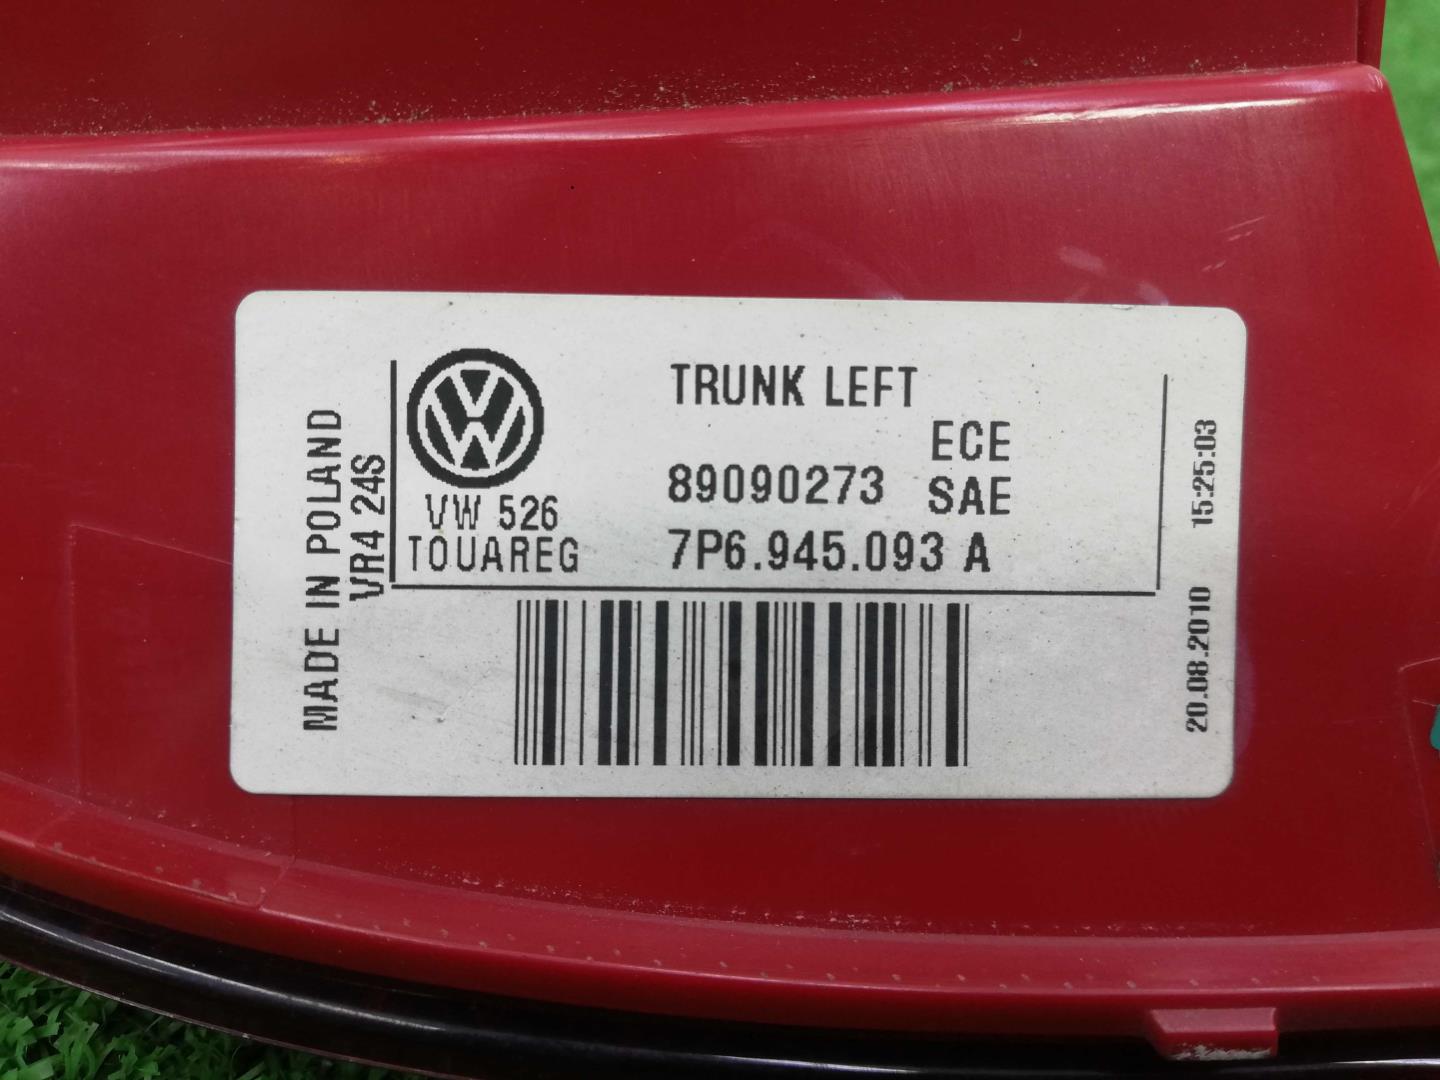 MADE IN POLAND
VR4 24S
VW 526
TOUAREG
TRUNK LEFT
ECE
89090273 SAE
7P6.945.093 A
20.08.2010 15:25:03